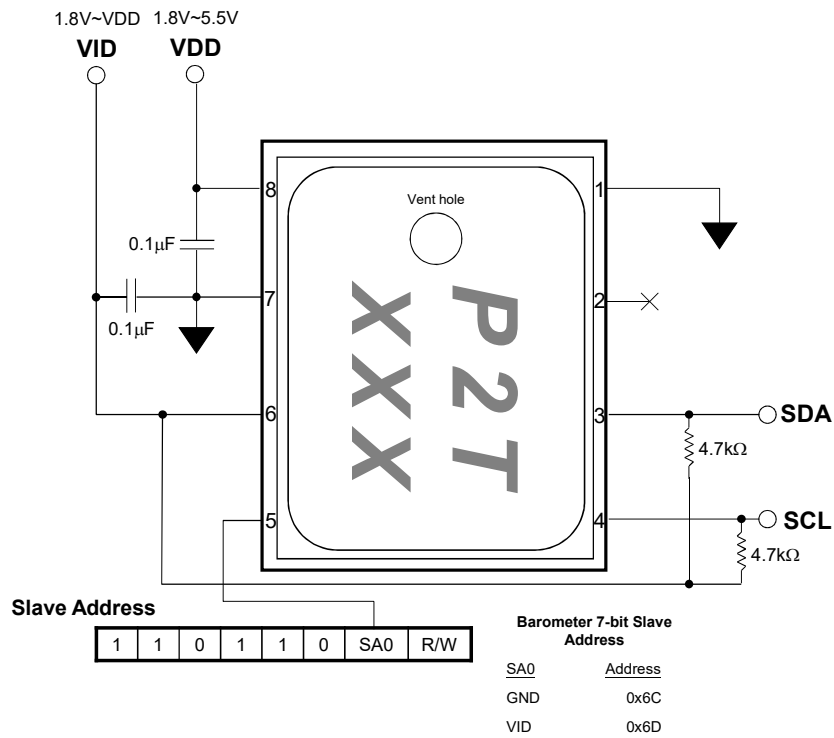 1.8V~VDD 1.8V~5.5V
VID VDD
8 1
Vent hole
0.1μF
7 2
0.1μF
P2T
XXX
6 3 SDA
4.7kΩ
5 4 SCL
4.7kΩ
Slave Address
1 1 0 1 1 0 SA0 R/W
Barometer 7-bit Slave
Address
SA0 Address
GND 0x6C
VID 0x6D